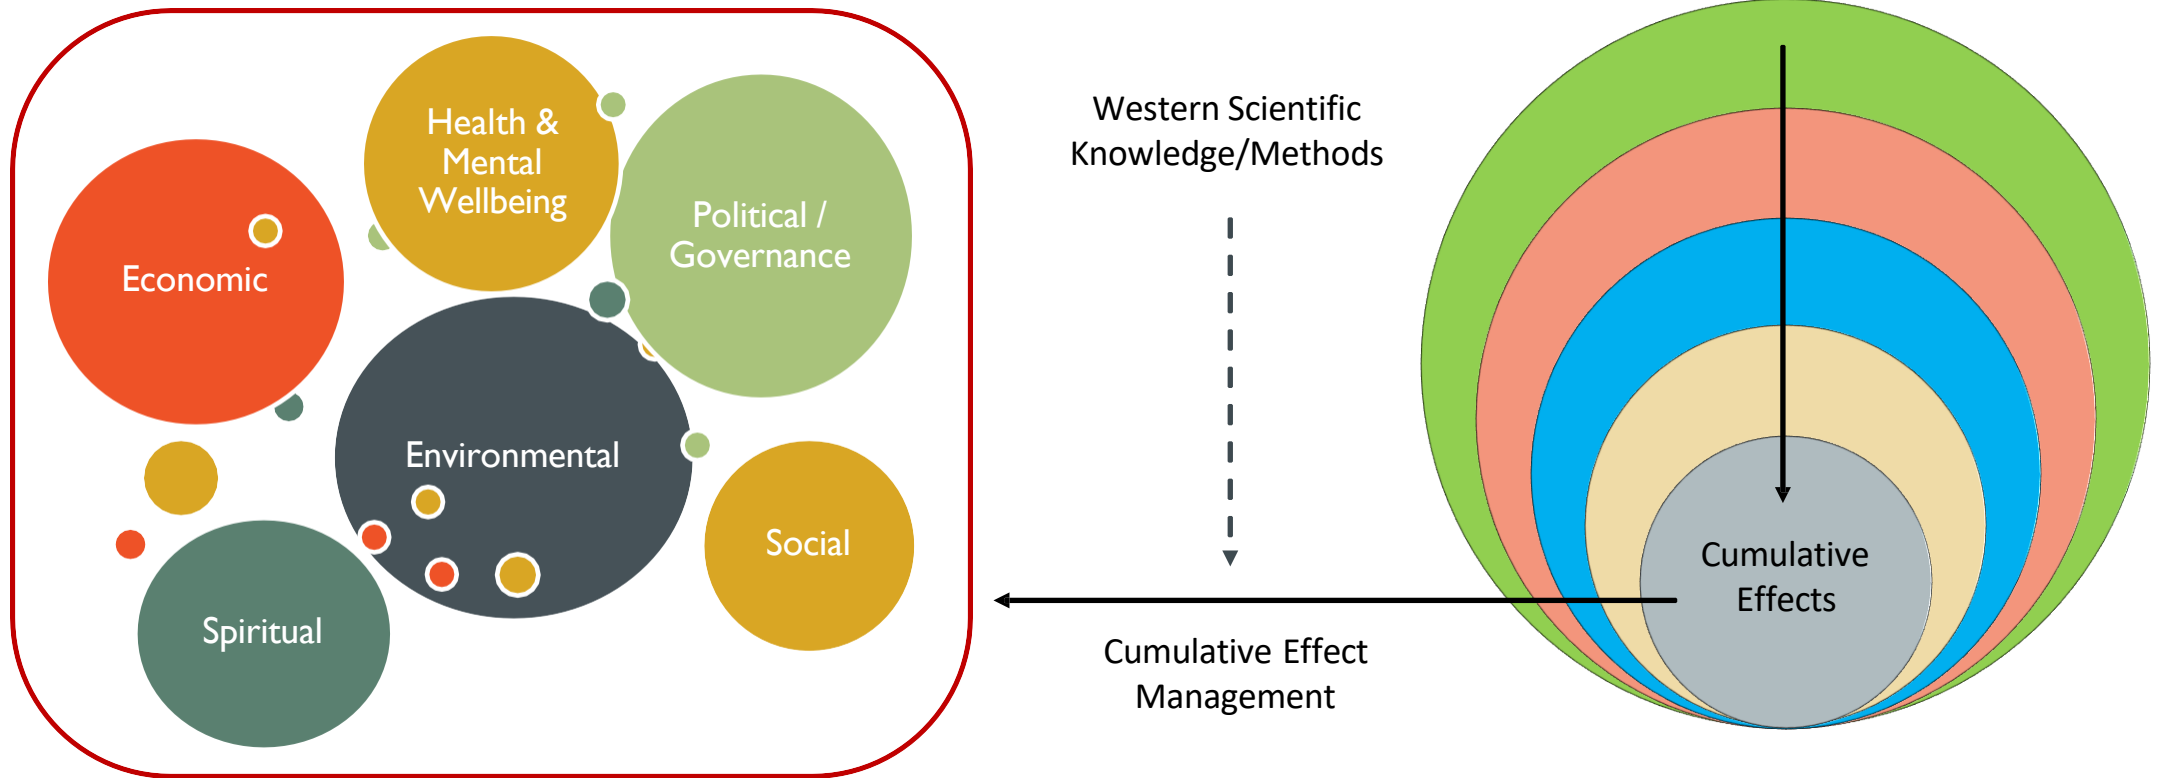 Health &
Mental
Wellbeing
Political /
Governance
Economic
Environmental
Social
Spiritual
Western Scientific
Knowledge/Methods
Cumulative Effect
Management
Cumulative
Effects